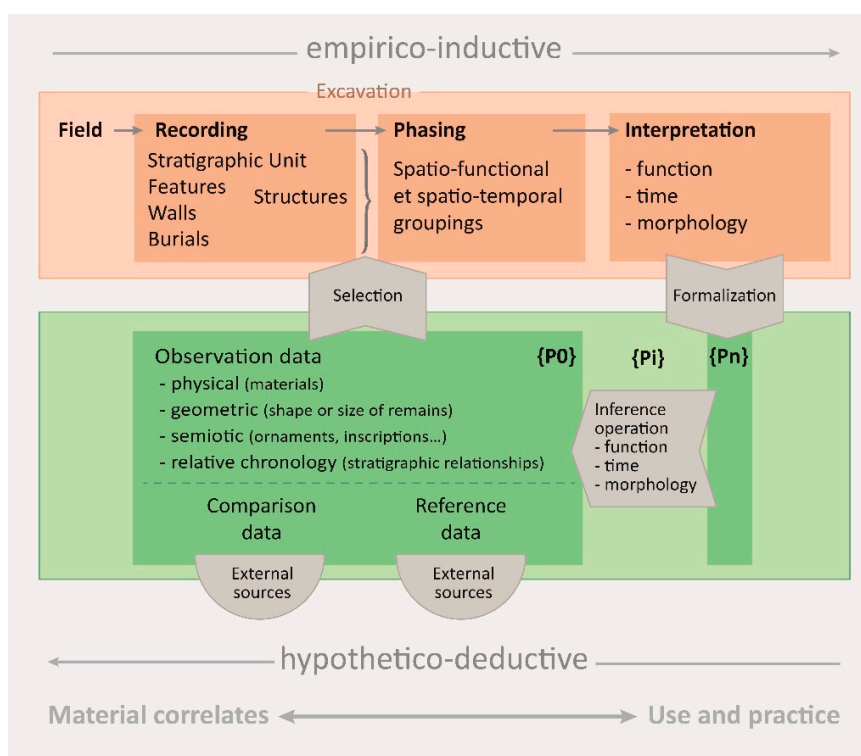 empirico-inductive
Excavation
Field
Recording
Stratigraphic Unit
Features
Walls
Burials
Structures
Phasing
Spatio-functional
et spatio-temporal
groupings
Interpretation
- function
- time
- morphology
Selection
Formalization
Observation data
- physical (materials)
- geometric (shape or size of remains)
- semiotic (ornaments, inscriptions...)
- relative chronology (stratigraphic relationships)
{P0}
{Pi}
{Pn}
Inference
operation
- function
- time
- morphology
Comparison
data
Reference
data
External
sources
External
sources
hypothetico-deductive
Material correlates
Use and practice